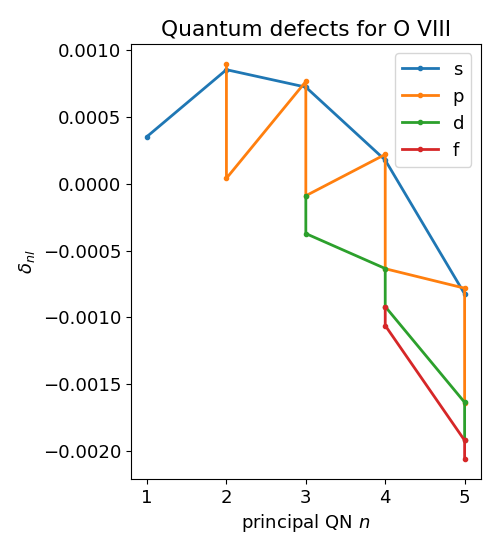 Quantum defects for O VIII
0.0010
0.0005
0.0000
−0.0005
−0.0010
−0.0015
−0.0020
δnl
s
p
d
f
1 2 3 4 5
principal QN n